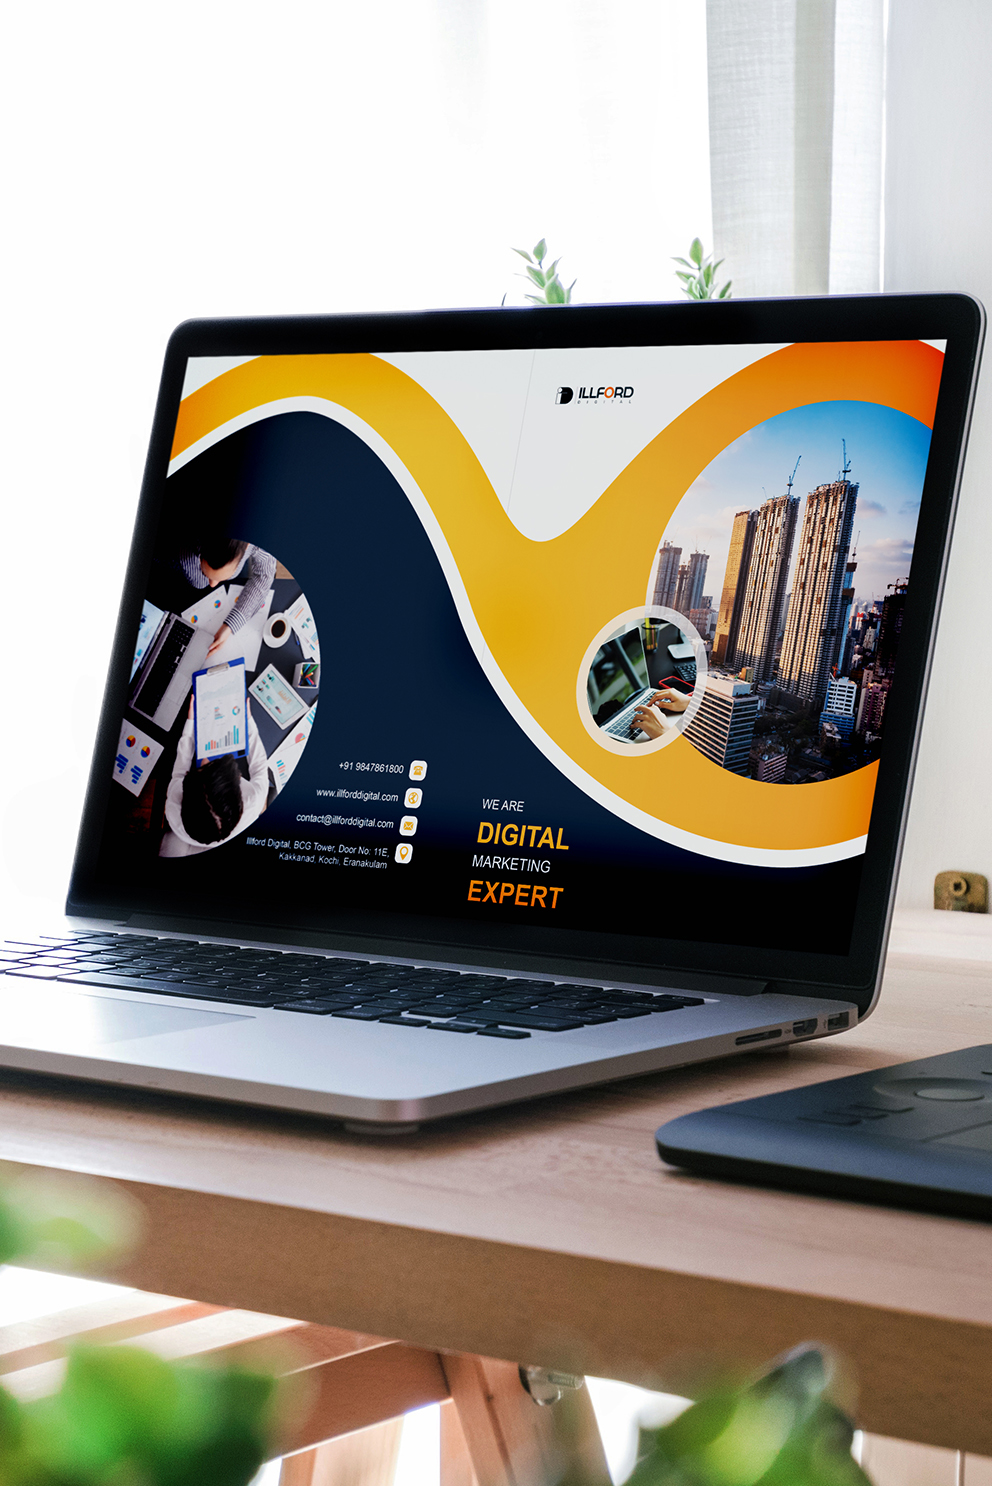 ILLFORD
DIGITAL
+91 9847861800
www.illforddigital.com
contact@illforddigital.com
Illford Digital, BCG Tower, Door No: 11E,
Kakkanad, Kochi, Eranakulam
WE ARE
DIGITAL
MARKETING
EXPERT